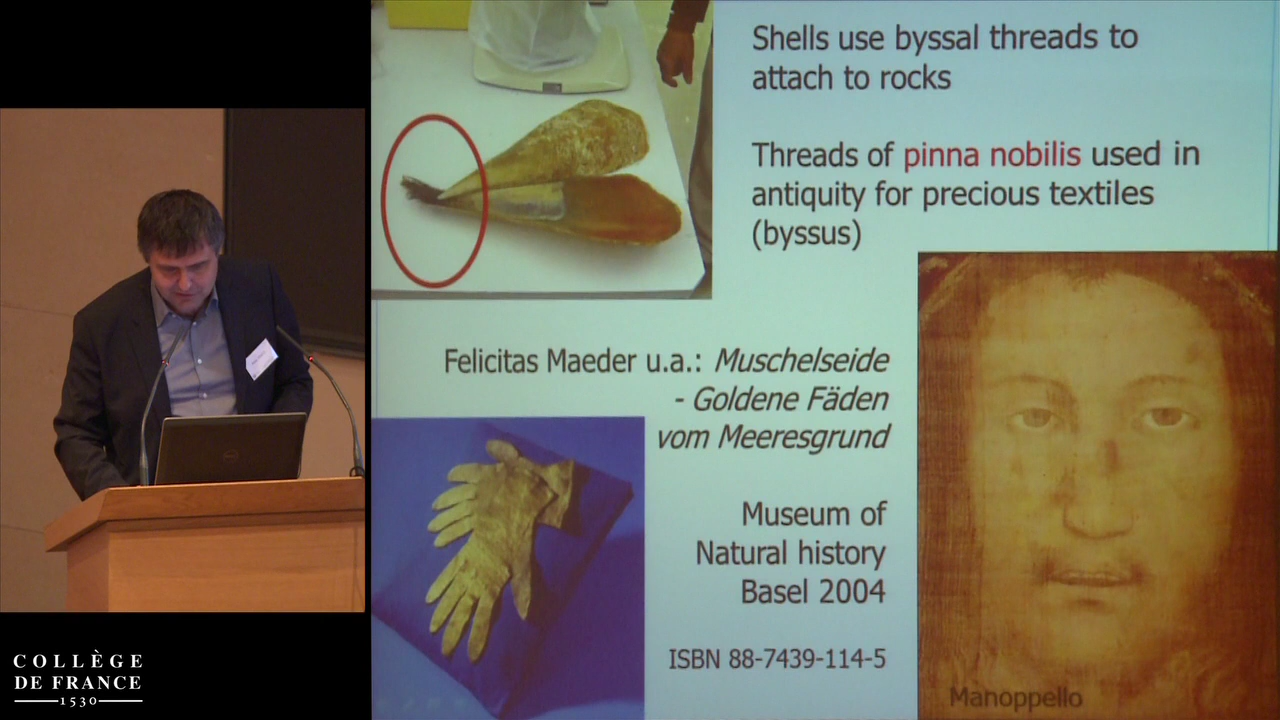 Shells use byssal threads to
attach to rocks
Threads of pinna nobilis used in
antiquity for precious textiles
(byssus)
Felicitas Maeder u.a.: Muschelseide
- Goldene Fäden
vom Meeresgrund
Museum of
Natural history
Basel 2004
ISBN 88-7439-114-5
Manoppello
COLLÈGE
DE FRANCE
1530